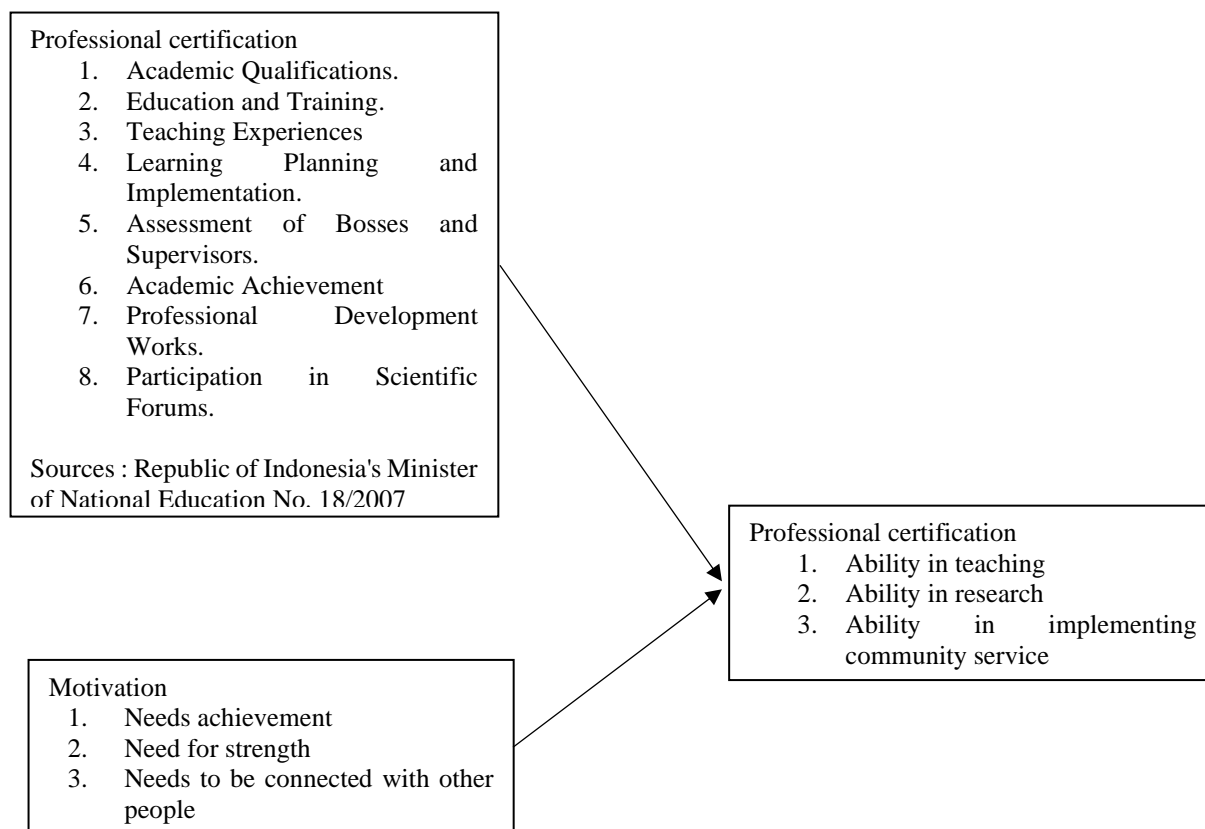 Professional certification
1. Academic Qualifications.
2. Education and Training.
3. Teaching Experiences
4. Learning Planning and
Implementation.
5. Assessment of Bosses and
Supervisors.
6. Academic Achievement
7. Professional Development
Works.
8. Participation in Scientific
Forums.
Sources : Republic of Indonesia's Minister
of National Education No. 18/2007
Professional certification
1. Ability in teaching
2. Ability in research
3. Ability in implementing
community service
Motivation
1. Needs achievement
2. Need for strength
3. Needs to be connected with other
people